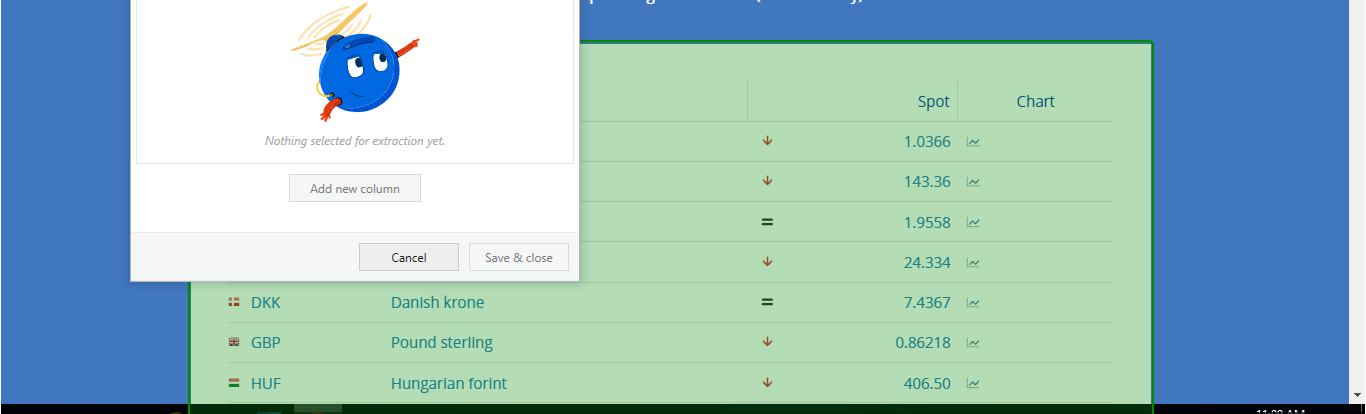 Nothing selected for extraction yet.
Add new column
Cancel
Save & close
Spot
Chart
1.0366
143.36
1.9558
24.334
DKK Danish krone = 7.4367
GBP Pound sterling 0.86218
HUF Hungarian forint 406.50